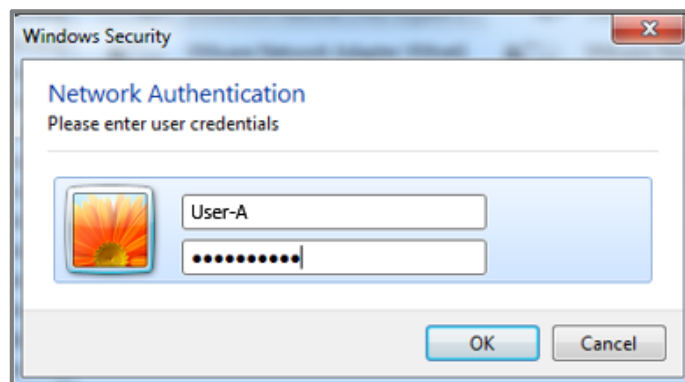 Windows Security
Network Authentication
Please enter user credentials
User-A
●●●●●●●●●●
OK
Cancel